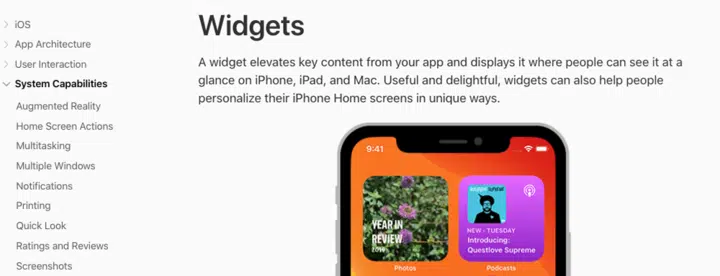 iOS
App Architecture
User Interaction
System Capabilities
Augmented Reality
Home Screen Actions
Multitasking
Multiple Windows
Notifications
Printing
Quick Look
Ratings and Reviews
Screenshots
Widgets
A widget elevates key content from your app and displays it where people can see it at a
glance on iPhone, iPad, and Mac. Useful and delightful, widgets can also help people
personalize their iPhone Home screens in unique ways.
9:41
YEAR IN
REVIEW
2019
Photos
QUESTLOVE SUPREME
NEW • TUESDAY
Introducing:
Questlove Supreme
Podcasts